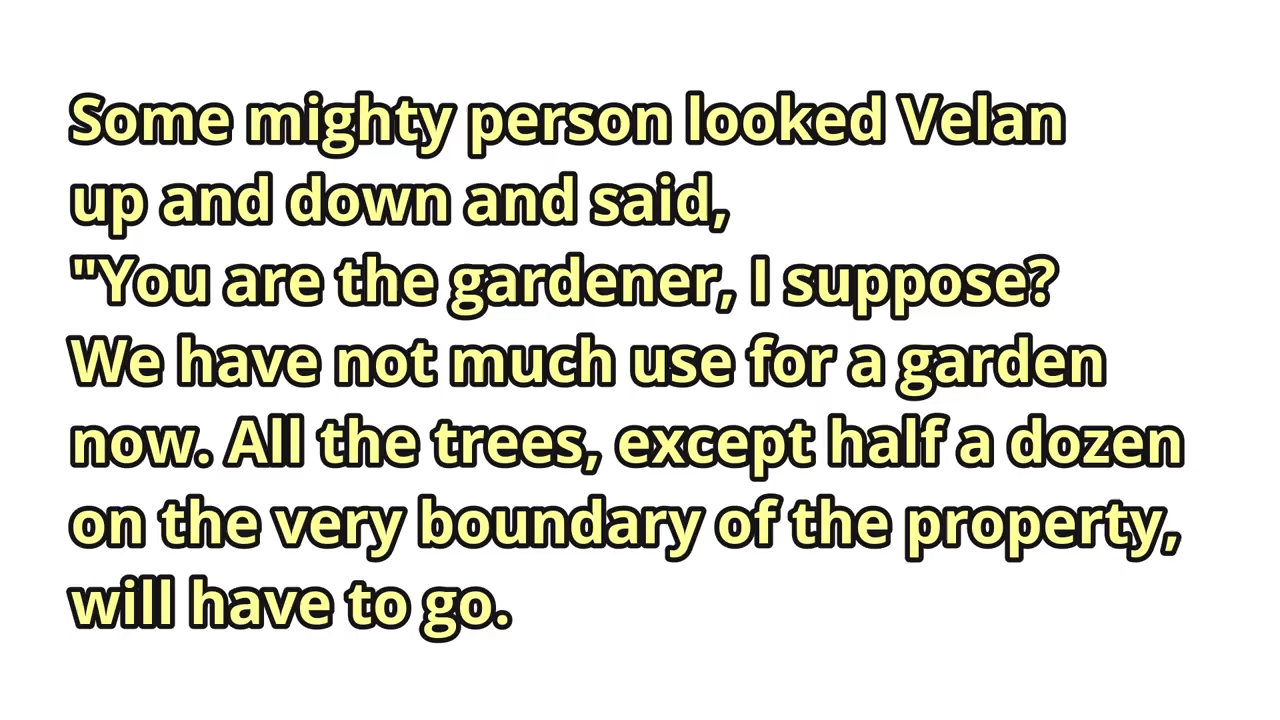 Some mighty person looked Velan
up and down and said,
"You are the gardener, I suppose?
We have not much use for a garden
now. All the trees, except half a dozen
on the very boundary of the property,
will have to go.